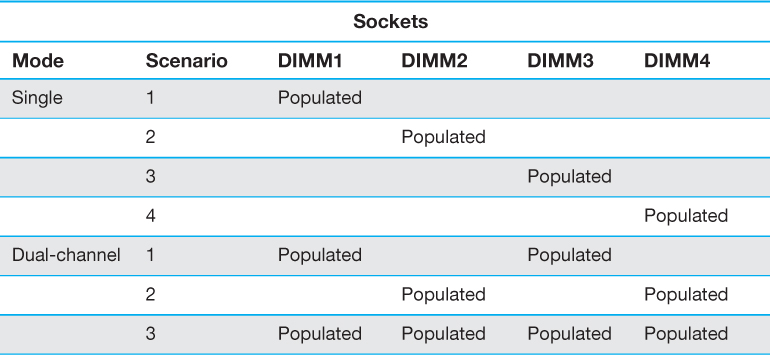 Sockets
Mode Scenario DIMM1 DIMM2 DIMM3 DIMM4
Single 1 Populated
2 Populated
3 Populated
4 Populated
Dual-channel 1 Populated Populated
2 Populated Populated
3 Populated Populated Populated Populated